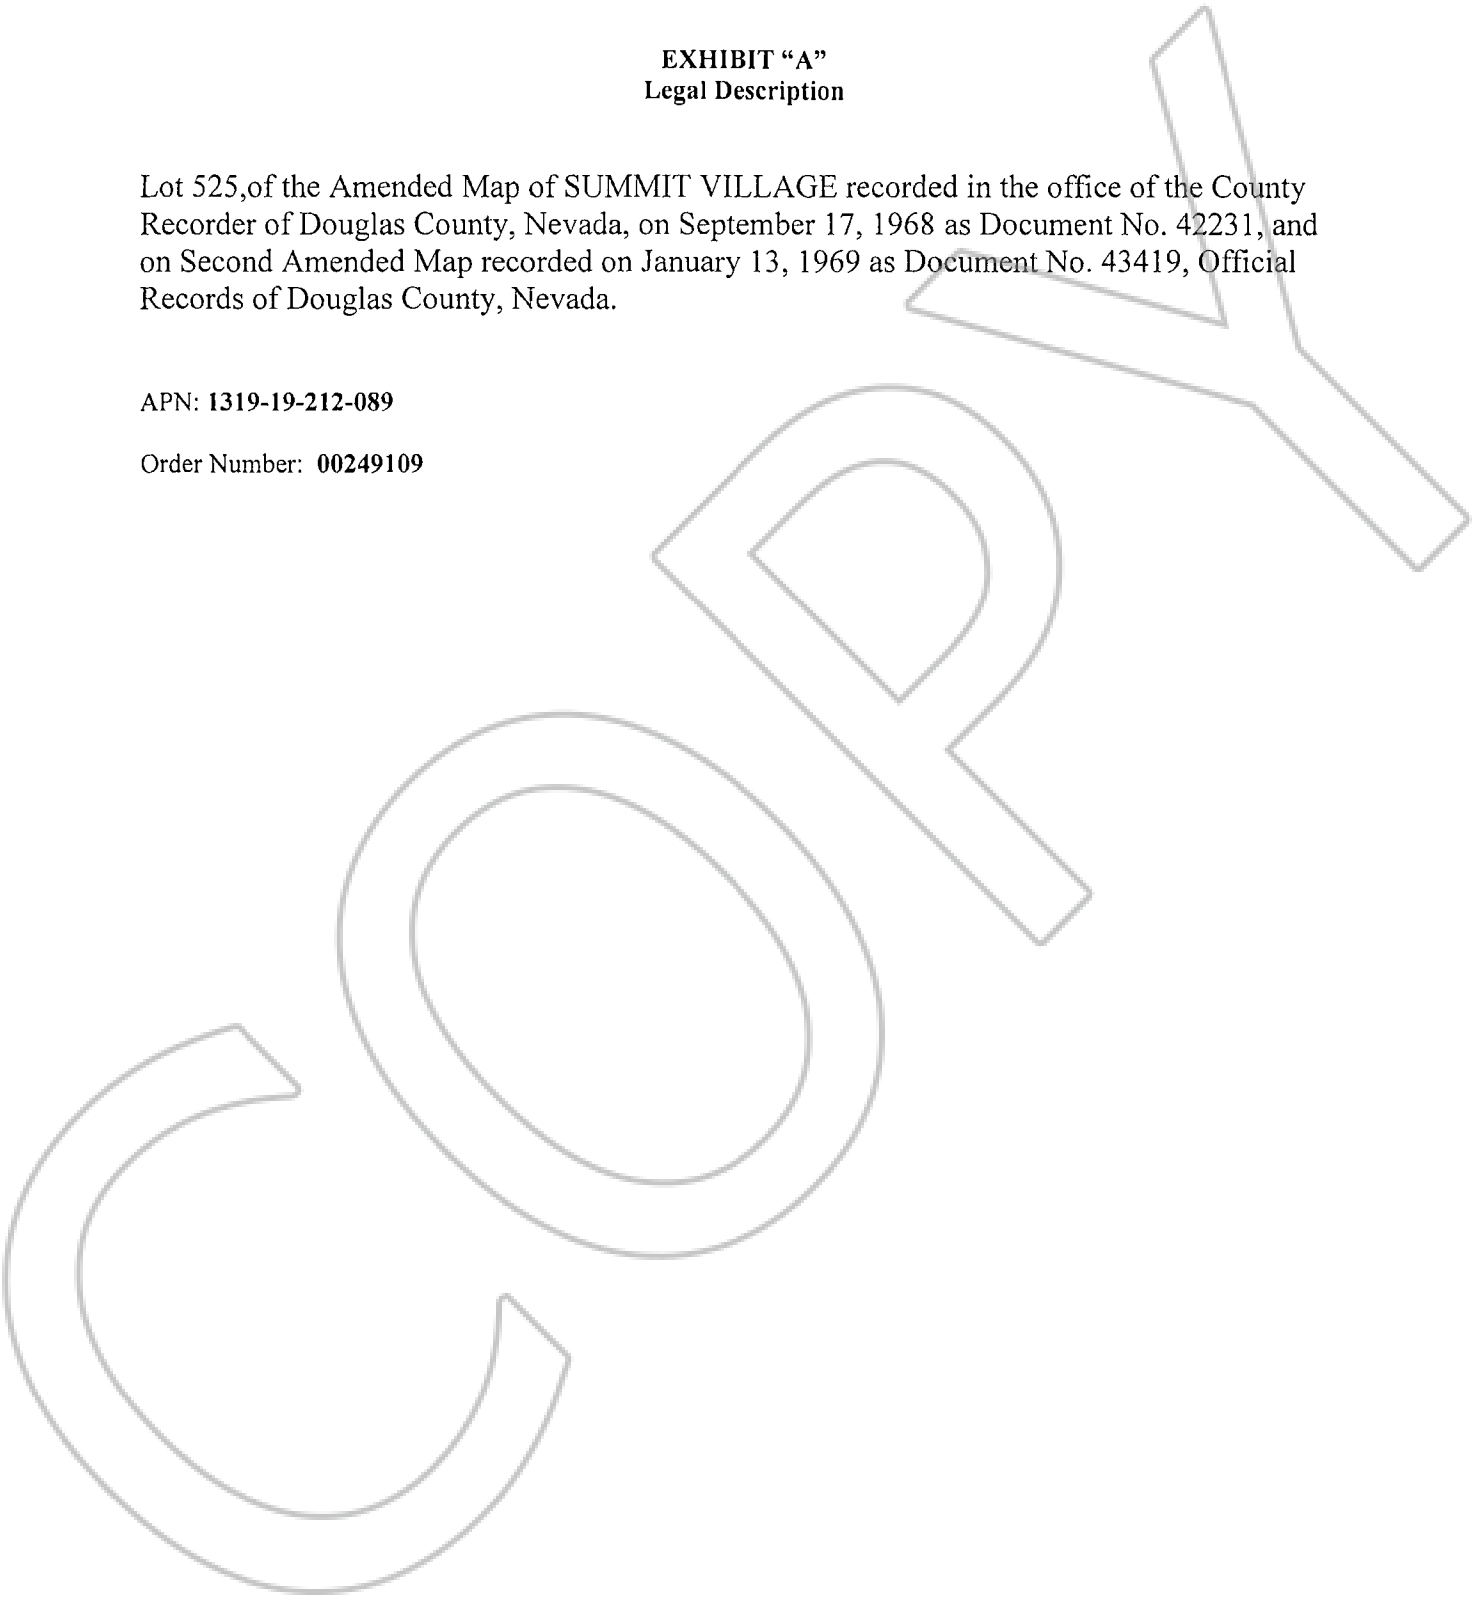 EXHIBIT “A”
Legal Description
Lot 525,of the Amended Map of SUMMIT VILLAGE recorded in the office of the County
Recorder of Douglas County, Nevada, on September 17, 1968 as Document No. 42231, and
on Second Amended Map recorded on January 13, 1969 as Document No. 43419, Official
Records of Douglas County, Nevada.
APN: 1319-19-212-089
Order Number: 00249109
COPY